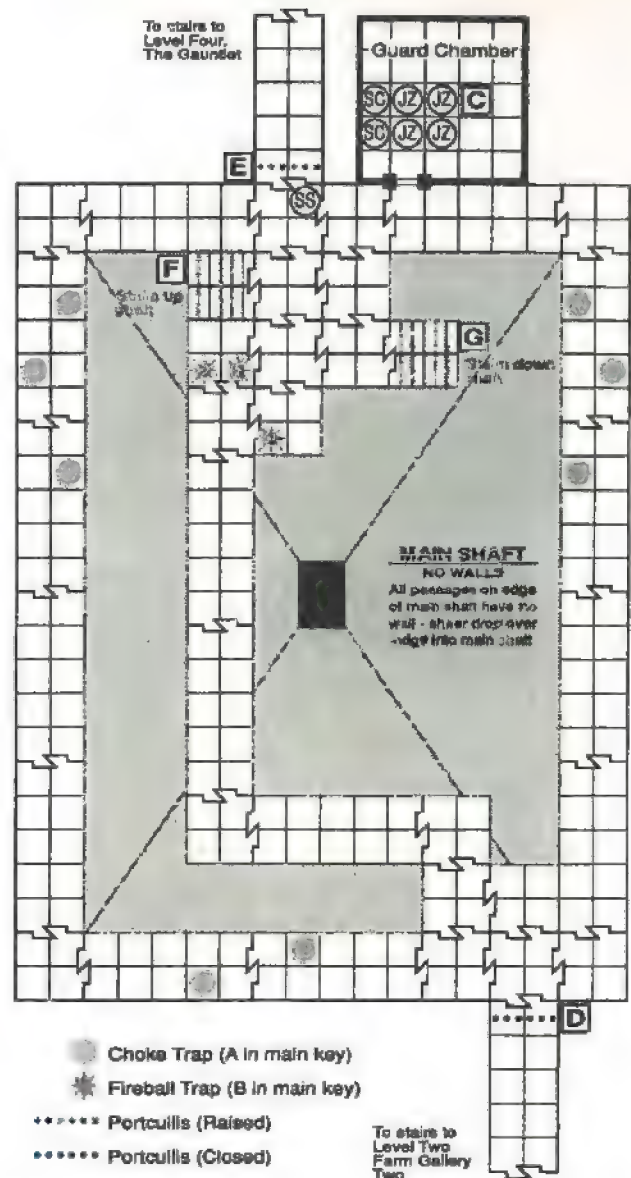 To stairs to
Level Four,
The Gauntlet
Guard Chamber
SC JZ JZ C
SC JZ JZ
E
SS
F
Stairs up
shaft
G
Stairs down
shaft
MAIN SHAFT
NO WALLS
All passages on edge
of main shaft have no
wall - sheer drop over
edge into main shaft
D
Choke Trap (A in main key)
Fireball Trap (B in main key)
Portcullis (Raised)
Portcullis (Closed)
To stairs to
Level Two
Farm Gallery
Two